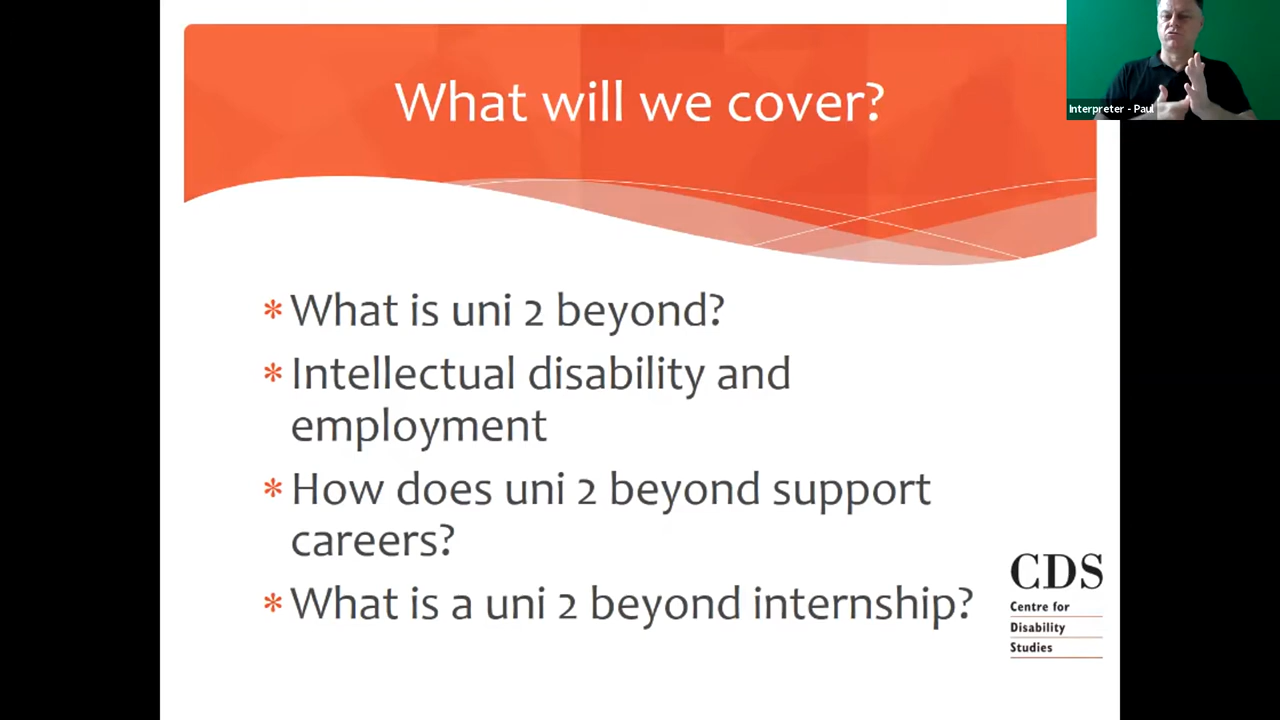 What will we cover?
Interpreter - Paul
* What is uni 2 beyond?
* Intellectual disability and
employment
* How does uni 2 beyond support
careers?
* What is a uni 2 beyond internship?
CDS
Centre for
Disability
Studies